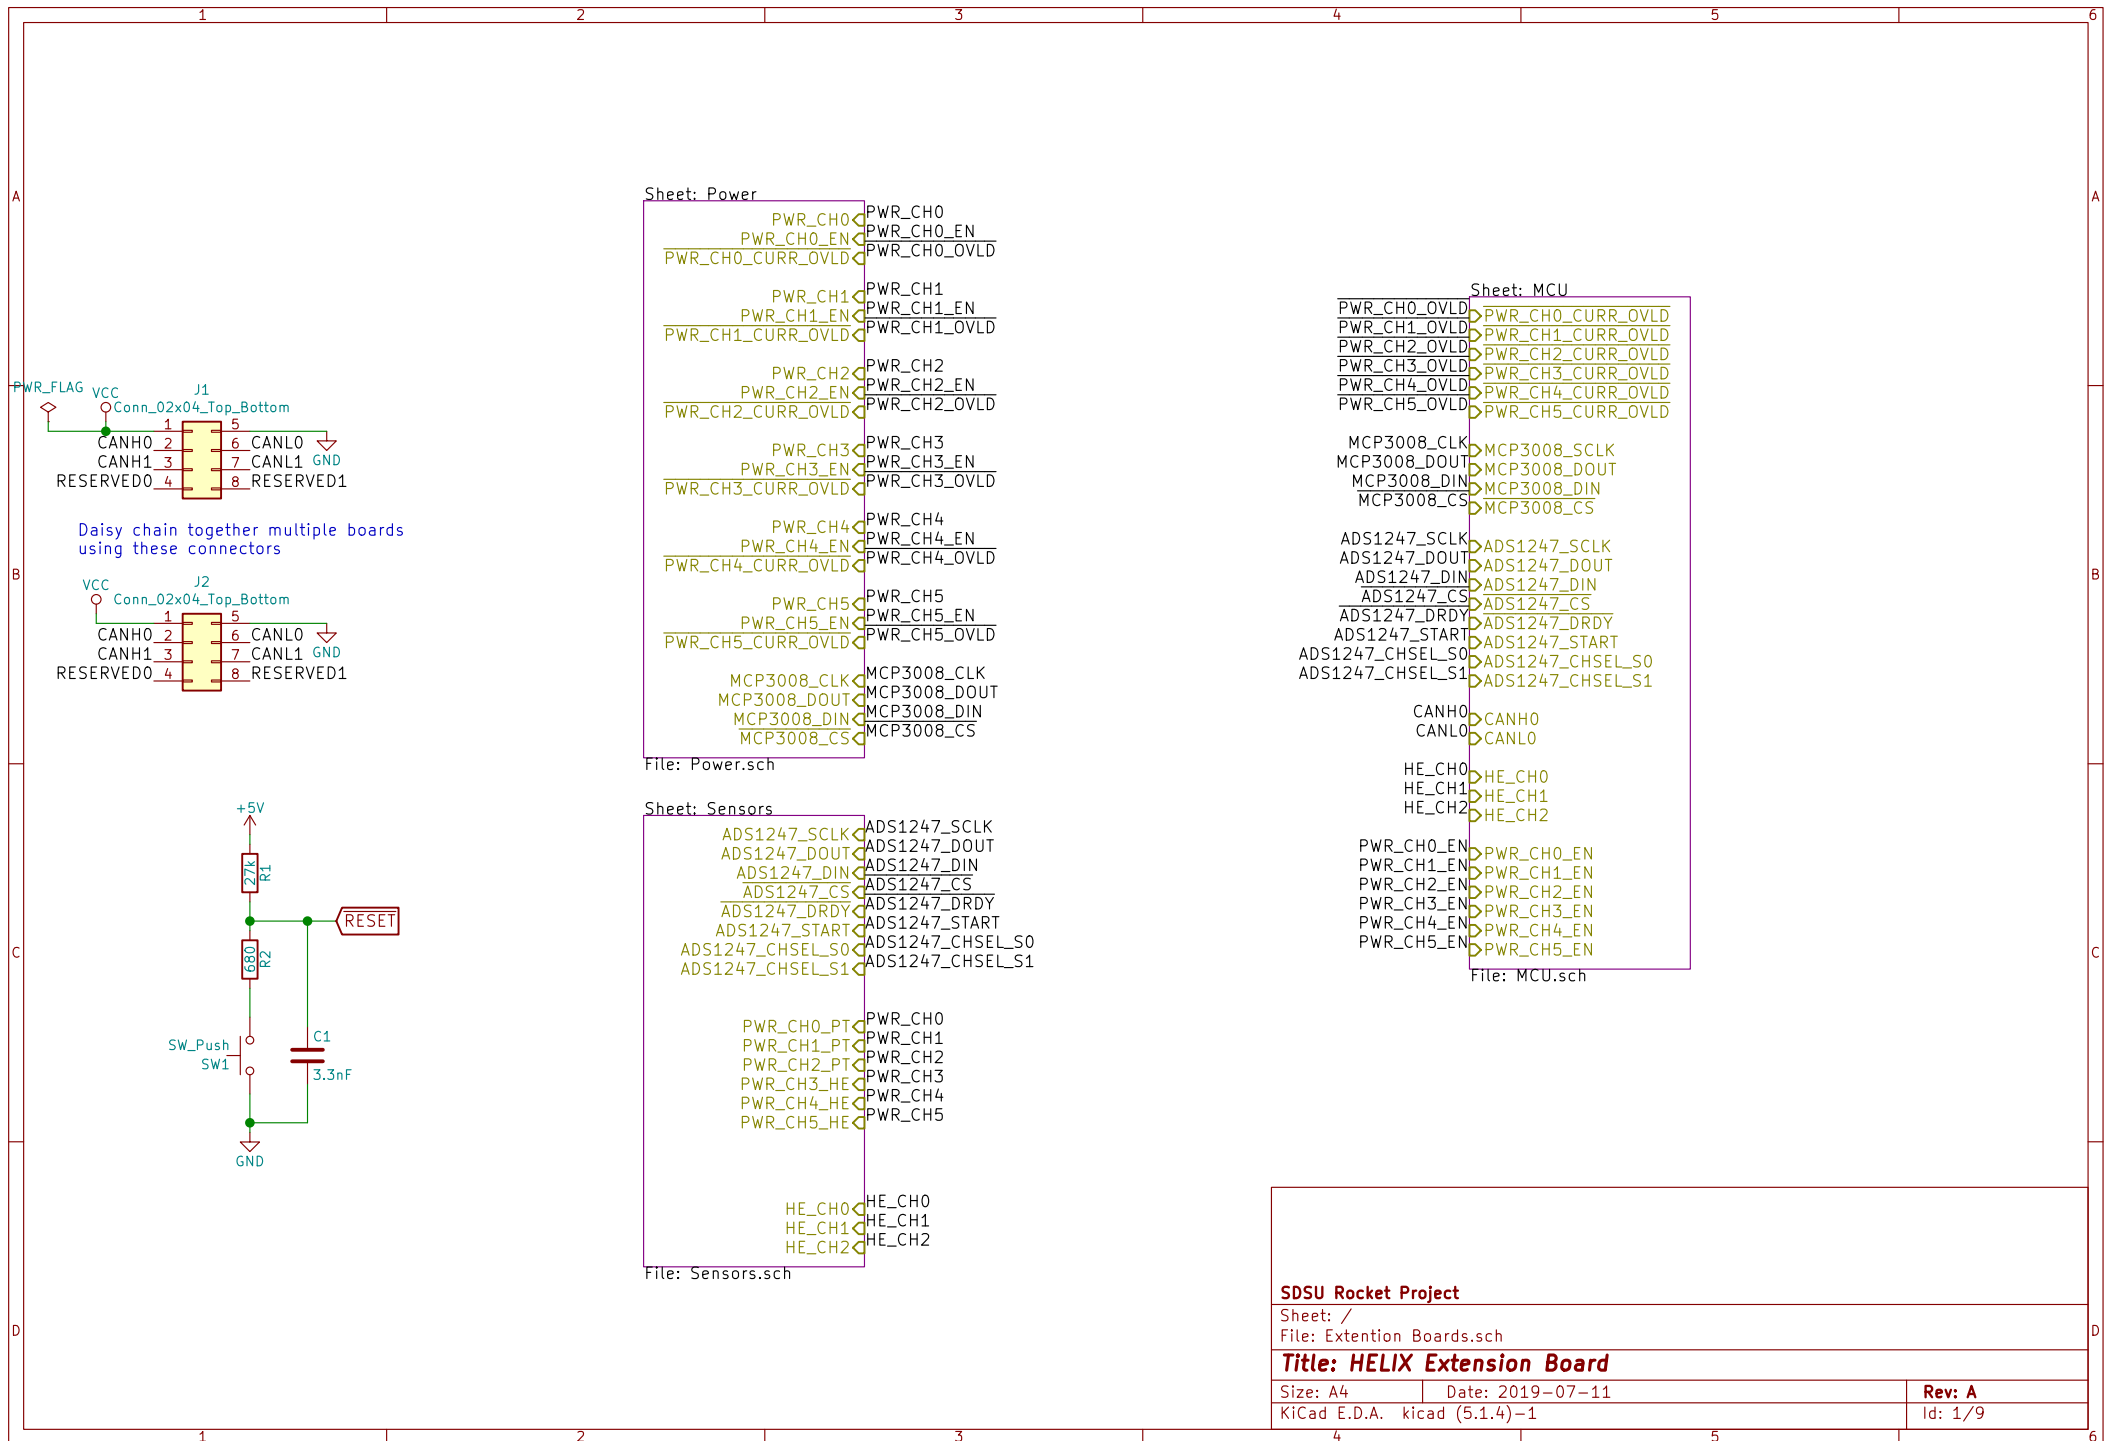 1 2 3 4 5 6
A A
B B
C C
D D
1 2 3 4 5 6
PWR_FLAG
VCC
J1
Conn_02x04_Top_Bottom
1 5
CANH0 2 6 CANL0
GND
CANH1 3 7 CANL1
RESERVED0 4 8 RESERVED1
Daisy chain together multiple boards
using these connectors
VCC
J2
Conn_02x04_Top_Bottom
1 5
CANH0 2 6 CANL0
GND
CANH1 3 7 CANL1
RESERVED0 4 8 RESERVED1
+5V
27k
R1
RESET
680
R2
SW_Push
SW1
C1
3.3nF
GND
Sheet: Power
PWR_CH0 PWR_CH0
PWR_CH0_EN PWR_CH0_EN
PWR_CH0_CURR_OVLD PWR_CH0_OVLD
PWR_CH1 PWR_CH1
PWR_CH1_EN PWR_CH1_EN
PWR_CH1_CURR_OVLD PWR_CH1_OVLD
PWR_CH2 PWR_CH2
PWR_CH2_EN PWR_CH2_EN
PWR_CH2_CURR_OVLD PWR_CH2_OVLD
PWR_CH3 PWR_CH3
PWR_CH3_EN PWR_CH3_EN
PWR_CH3_CURR_OVLD PWR_CH3_OVLD
PWR_CH4 PWR_CH4
PWR_CH4_EN PWR_CH4_EN
PWR_CH4_CURR_OVLD PWR_CH4_OVLD
PWR_CH5 PWR_CH5
PWR_CH5_EN PWR_CH5_EN
PWR_CH5_CURR_OVLD PWR_CH5_OVLD
MCP3008_CLK MCP3008_CLK
MCP3008_DOUT MCP3008_DOUT
MCP3008_DIN MCP3008_DIN
MCP3008_CS MCP3008_CS
File: Power.sch
Sheet: Sensors
ADS1247_SCLK ADS1247_SCLK
ADS1247_DOUT ADS1247_DOUT
ADS1247_DIN ADS1247_DIN
ADS1247_CS ADS1247_CS
ADS1247_DRDY ADS1247_DRDY
ADS1247_START ADS1247_START
ADS1247_CHSEL_S0 ADS1247_CHSEL_S0
ADS1247_CHSEL_S1 ADS1247_CHSEL_S1
PWR_CH0_PT PWR_CH0
PWR_CH1_PT PWR_CH1
PWR_CH2_PT PWR_CH2
PWR_CH3_HE PWR_CH3
PWR_CH4_HE PWR_CH4
PWR_CH5_HE PWR_CH5
HE_CH0 HE_CH0
HE_CH1 HE_CH1
HE_CH2 HE_CH2
File: Sensors.sch
Sheet: MCU
PWR_CH0_OVLD PWR_CH0_CURR_OVLD
PWR_CH1_OVLD PWR_CH1_CURR_OVLD
PWR_CH2_OVLD PWR_CH2_CURR_OVLD
PWR_CH3_OVLD PWR_CH3_CURR_OVLD
PWR_CH4_OVLD PWR_CH4_CURR_OVLD
PWR_CH5_OVLD PWR_CH5_CURR_OVLD
MCP3008_CLK MCP3008_SCLK
MCP3008_DOUT MCP3008_DOUT
MCP3008_DIN MCP3008_DIN
MCP3008_CS MCP3008_CS
ADS1247_SCLK ADS1247_SCLK
ADS1247_DOUT ADS1247_DOUT
ADS1247_DIN ADS1247_DIN
ADS1247_CS ADS1247_CS
ADS1247_DRDY ADS1247_DRDY
ADS1247_START ADS1247_START
ADS1247_CHSEL_S0 ADS1247_CHSEL_S0
ADS1247_CHSEL_S1 ADS1247_CHSEL_S1
CANH0 CANH0
CANL0 CANL0
HE_CH0 HE_CH0
HE_CH1 HE_CH1
HE_CH2 HE_CH2
PWR_CH0_EN PWR_CH0_EN
PWR_CH1_EN PWR_CH1_EN
PWR_CH2_EN PWR_CH2_EN
PWR_CH3_EN PWR_CH3_EN
PWR_CH4_EN PWR_CH4_EN
PWR_CH5_EN PWR_CH5_EN
File: MCU.sch
SDSU Rocket Project
Sheet: /
File: Extention Boards.sch
Title: HELIX Extension Board
Size: A4 Date: 2019-07-11 Rev: A
KiCad E.D.A. kicad (5.1.4)-1 Id: 1/9